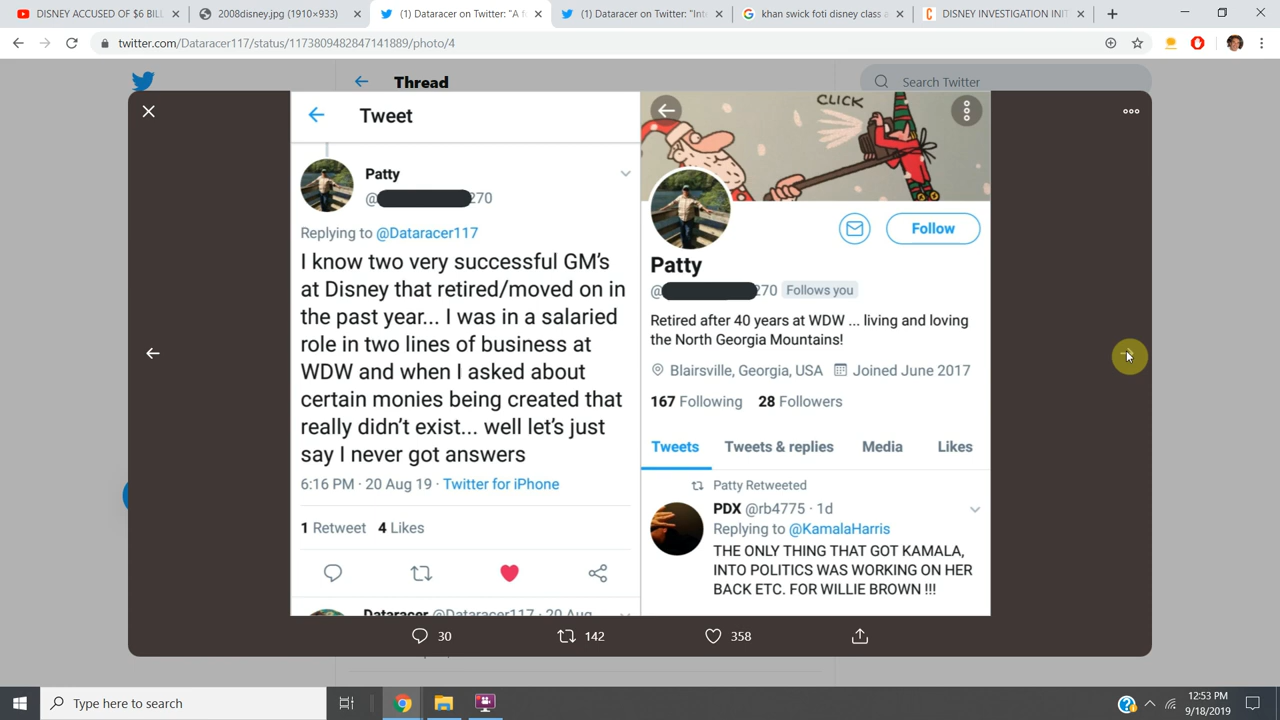 DISNEY ACCUSED OF $6 BILL
2008disney.jpg (1910×933)
(1) Dataracer on Twitter: "A f
(1) Dataracer on Twitter: "Inte
khan swick foti disney class a
DISNEY INVESTIGATION INIT
twitter.com/Dataracer117/status/1173809482847141889/photo/4
Thread
Search Twitter
Tweet
CLICK
Patty
@ 270
Replying to @Dataracer117
I know two very successful GM's
at Disney that retired/moved on in
the past year... I was in a salaried
role in two lines of business at
WDW and when I asked about
certain monies being created that
really didn't exist... well let's just
say I never got answers
6:16 PM · 20 Aug 19 · Twitter for iPhone
1 Retweet 4 Likes
Dataracer @Dataracer117 · 20 Aug
Follow
Patty
@ 270 Follows you
Retired after 40 years at WDW ... living and loving
the North Georgia Mountains!
Blairsville, Georgia, USA Joined June 2017
167 Following 28 Followers
Tweets Tweets & replies Media Likes
Patty Retweeted
PDX @rb4775 · 1d
Replying to @KamalaHarris
THE ONLY THING THAT GOT KAMALA,
INTO POLITICS WAS WORKING ON HER
BACK ETC. FOR WILLIE BROWN !!!
30 142 358
Type here to search
12:53 PM
9/18/2019